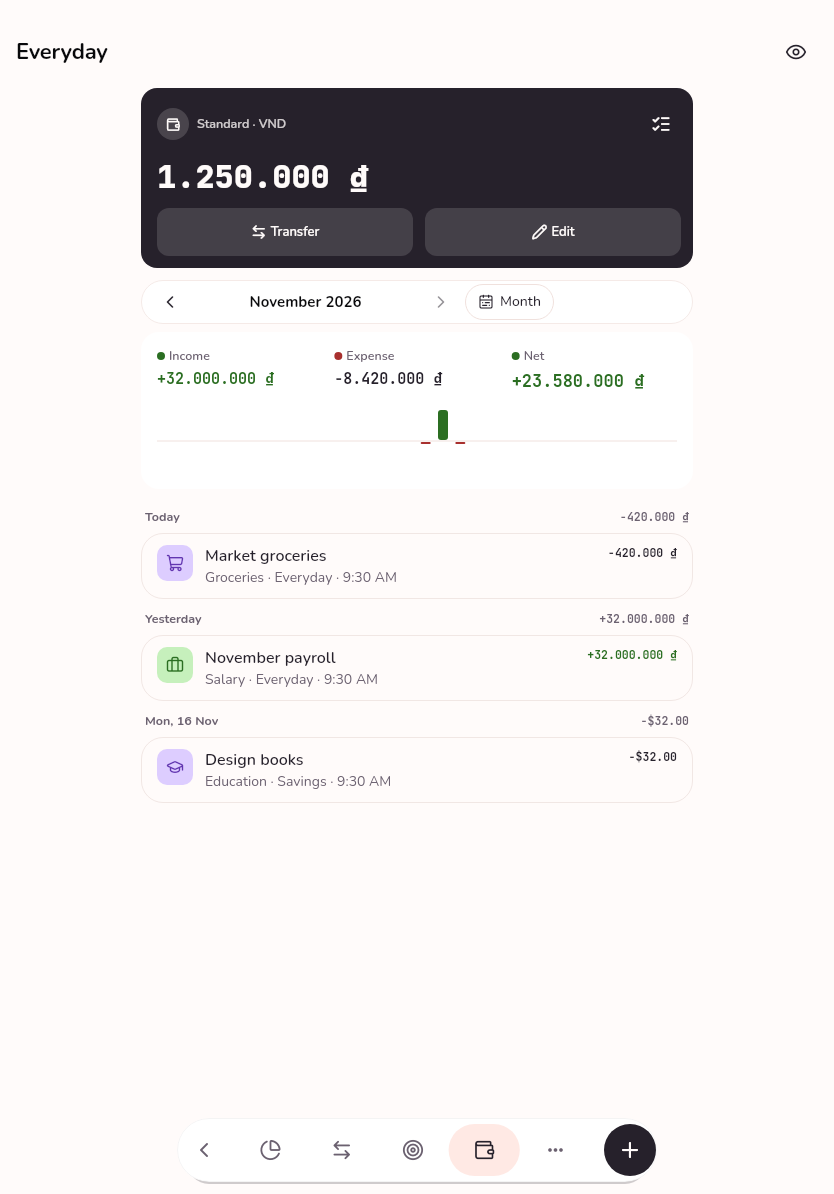 Everyday
Standard · VND
1.250.000 ₫
Transfer
Edit
November 2026
Month
Income
Expense
Net
+32.000.000 ₫
-8.420.000 ₫
+23.580.000 ₫
Today
-420.000 ₫
Market groceries
-420.000 ₫
Groceries · Everyday · 9:30 AM
Yesterday
+32.000.000 ₫
November payroll
+32.000.000 ₫
Salary · Everyday · 9:30 AM
Mon, 16 Nov
-$32.00
Design books
-$32.00
Education · Savings · 9:30 AM